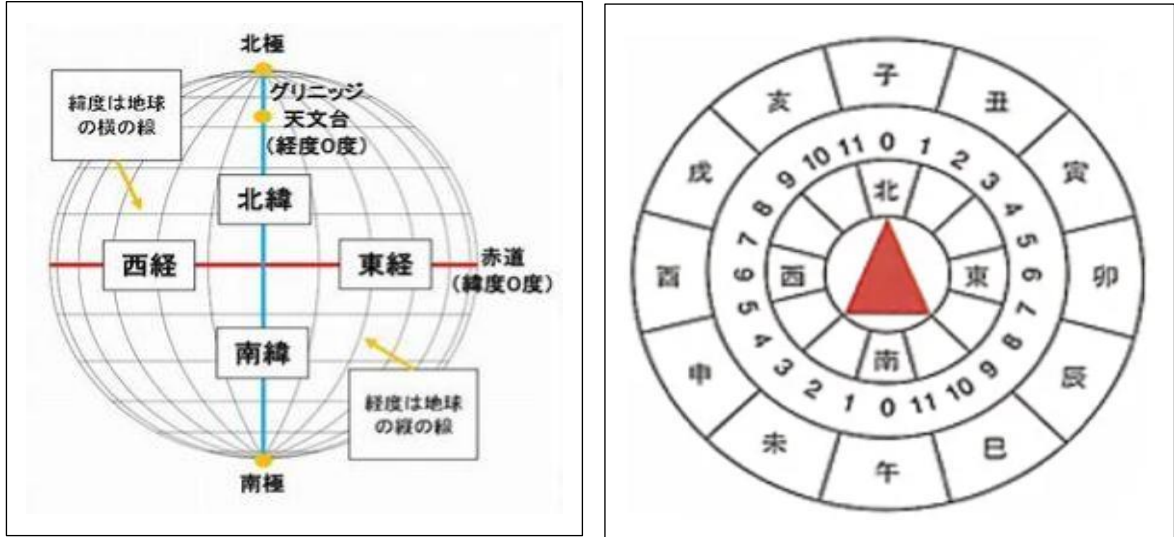 北極
緯度は地球
の横の線
グリニッジ
天文台
(経度0度)
北緯
西経
東経
赤道
(緯度0度)
南緯
経度は地球
の縦の線
南極
子
丑
寅
卯
辰
巳
午
未
申
酉
戌
亥
0
1
2
3
4
5
6
7
8
9
10
11
0
1
2
3
4
5
6
7
8
9
10
11
北
東
南
西